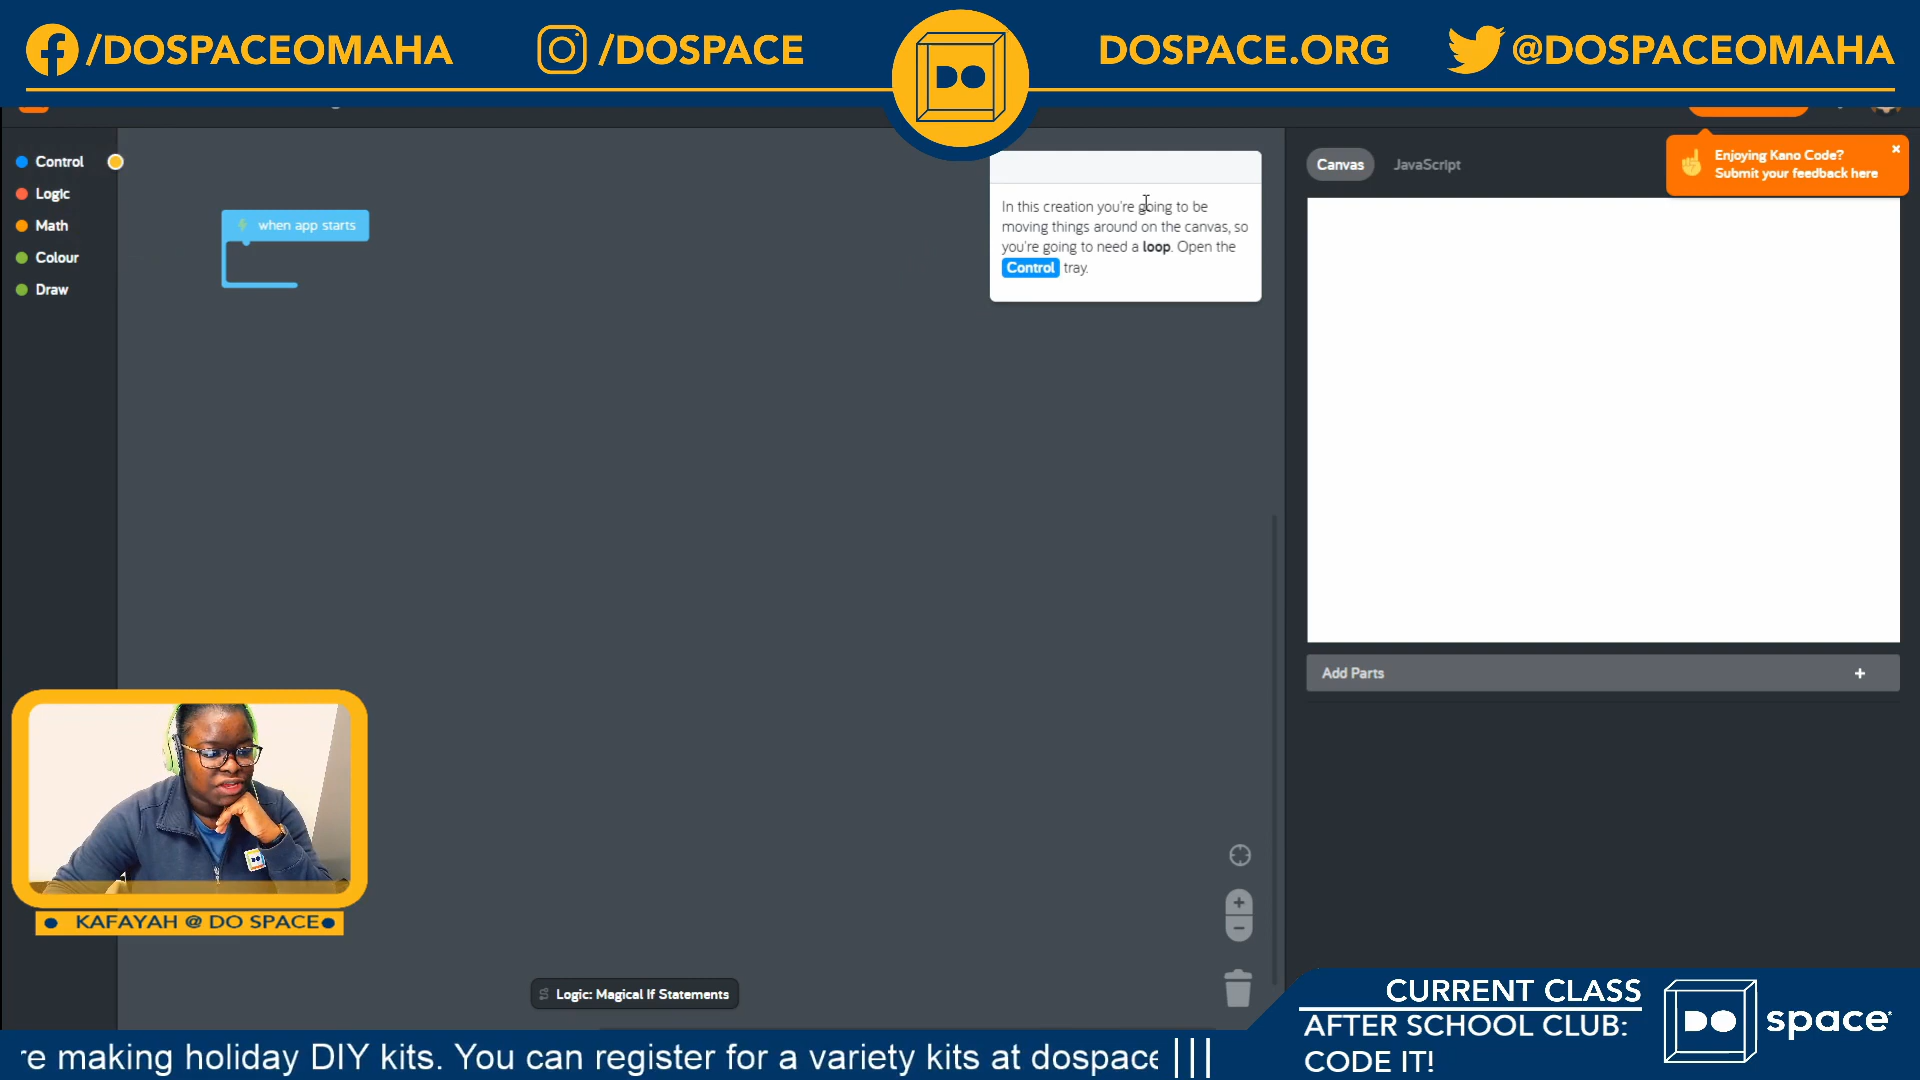 /DOSPACEOMAHA
/DOSPACE
DO
DOSPACE.ORG
@DOSPACEOMAHA
Control
Logic
Math
Colour
Draw
when app starts
In this creation you're going to be
moving things around on the canvas, so
you're going to need a loop. Open the
Control tray.
Canvas
JavaScript
Enjoying Kano Code?
Submit your feedback here
×
Add Parts
+
+
−
KAFAYAH @ DO SPACE
Logic: Magical If Statements
CURRENT CLASS
AFTER SCHOOL CLUB:
CODE IT!
DO space
re making holiday DIY kits. You can register for a variety kits at dospace |||